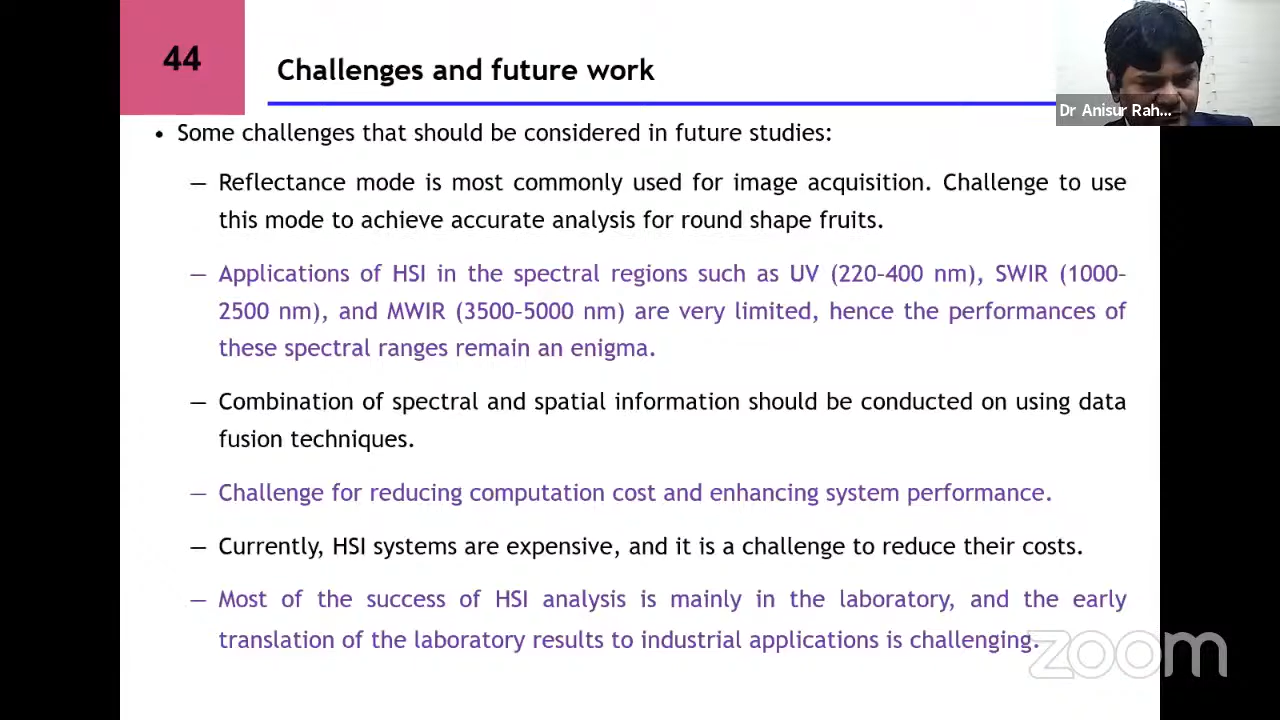 44
Challenges and future work
Dr Anisur Rah...
• Some challenges that should be considered in future studies:
— Reflectance mode is most commonly used for image acquisition. Challenge to use
this mode to achieve accurate analysis for round shape fruits.
— Applications of HSI in the spectral regions such as UV (220–400 nm), SWIR (1000–
2500 nm), and MWIR (3500–5000 nm) are very limited, hence the performances of
these spectral ranges remain an enigma.
— Combination of spectral and spatial information should be conducted on using data
fusion techniques.
— Challenge for reducing computation cost and enhancing system performance.
— Currently, HSI systems are expensive, and it is a challenge to reduce their costs.
— Most of the success of HSI analysis is mainly in the laboratory, and the early
translation of the laboratory results to industrial applications is challenging.
zoom